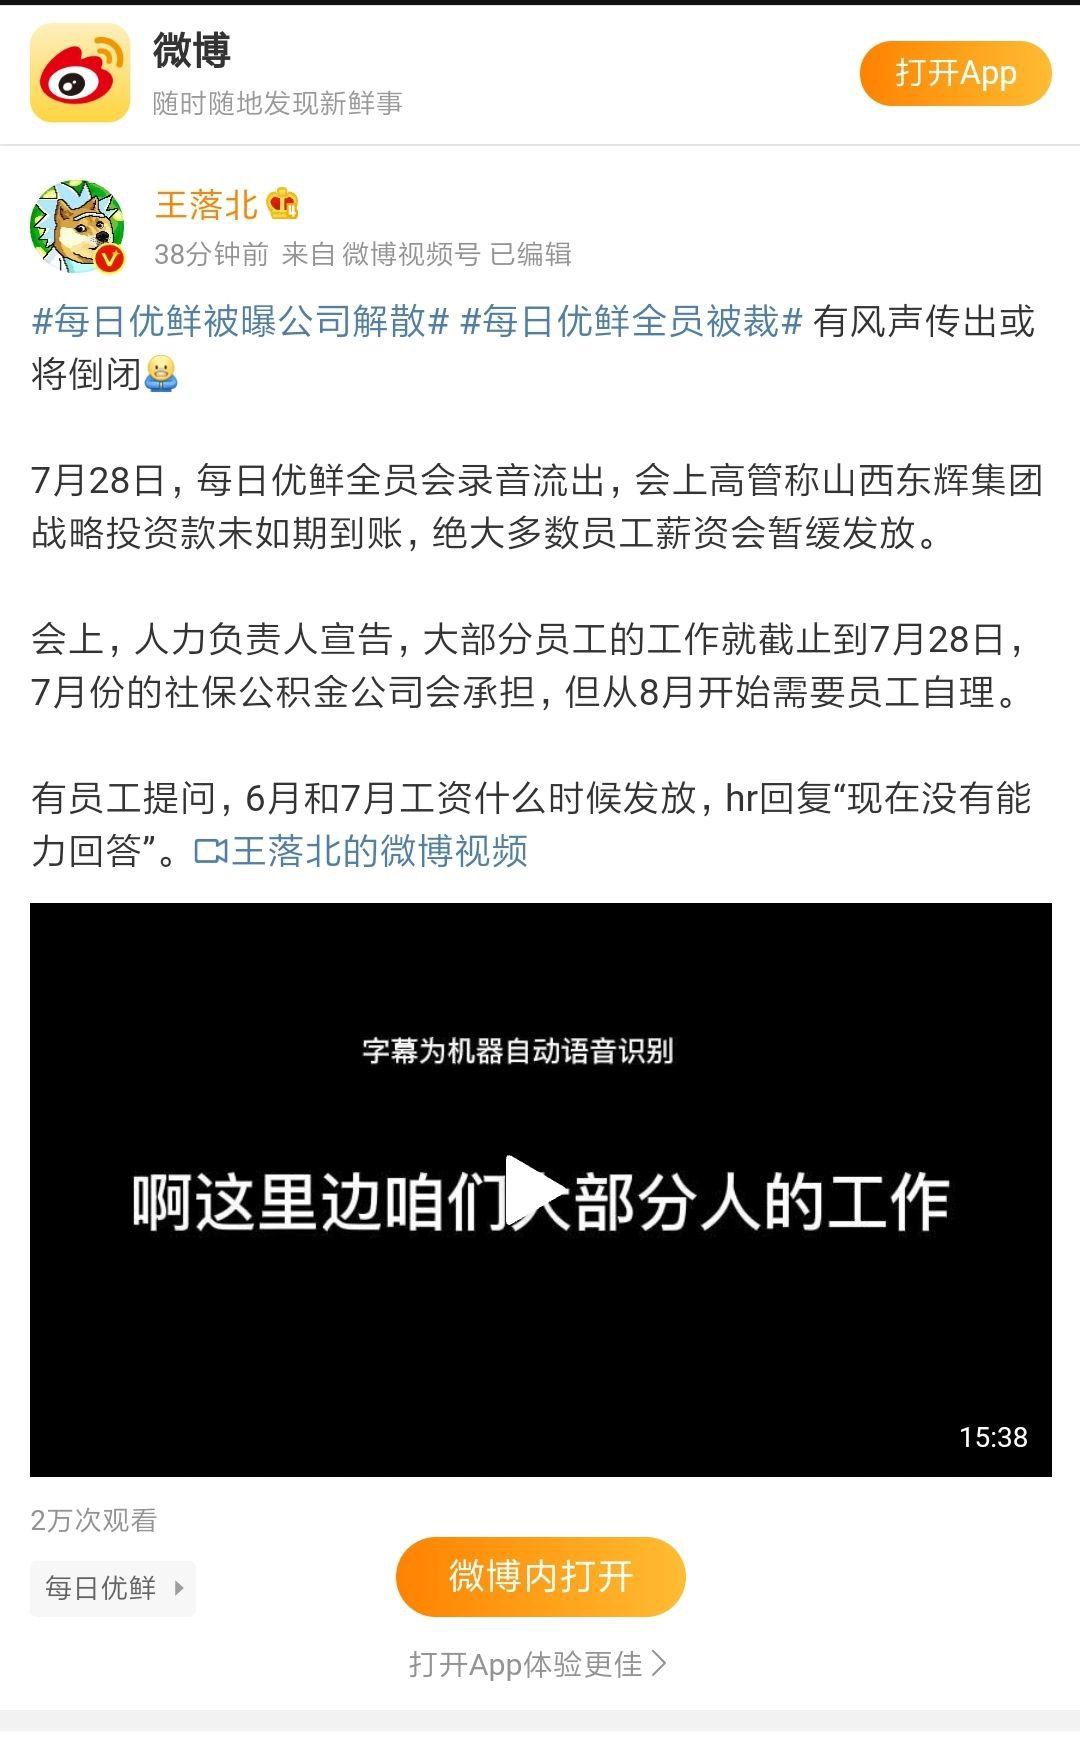 微博
随时随地发现新鲜事
打开App
王落北
38分钟前 来自 微博视频号 已编辑
#每日优鲜被曝公司解散# #每日优鲜全员被裁# 有风声传出或
将倒闭
7月28日，每日优鲜全员会录音流出，会上高管称山西东辉集团
战略投资款未如期到账，绝大多数员工薪资会暂缓发放。
会上，人力负责人宣告，大部分员工的工作就截止到7月28日，
7月份的社保公积金公司会承担，但从8月开始需要员工自理。
有员工提问，6月和7月工资什么时候发放，hr回复“现在没有能
力回答”。王落北的微博视频
字幕为机器自动语音识别
啊这里边咱们大部分人的工作
15:38
2万次观看
每日优鲜
微博内打开
打开App体验更佳